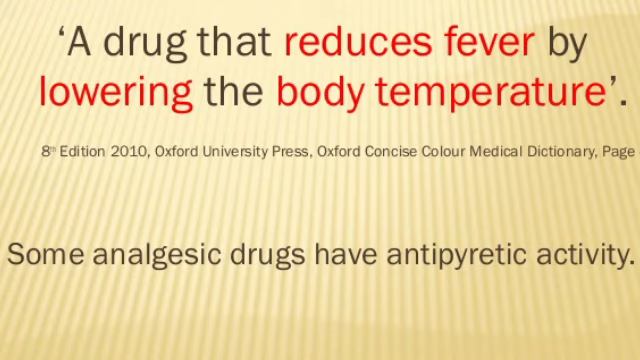 ‘A drug that reduces fever by
lowering the body temperature’.
8th Edition 2010, Oxford University Press, Oxford Concise Colour Medical Dictionary, Page
Some analgesic drugs have antipyretic activity.